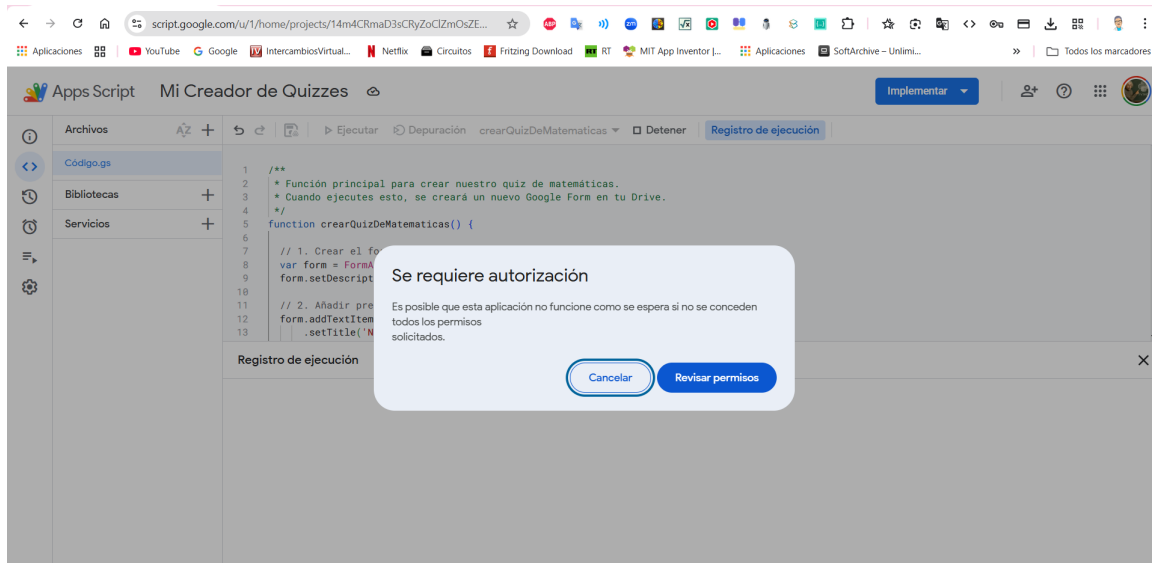 script.google.com/u/1/home/projects/14m4CRmaD3sCRyZoCIZmOsZE...
Aplicaciones YouTube Google IntercambiosVirtual... Netflix Circuitos Fritzing Download RT MIT App Inventor |... Aplicaciones SoftArchive – Unlimi... » Todos los marcadores
Apps Script Mi Creador de Quizzes Implementar
Archivos
Ejecutar Depuración crearQuizDeMatematicas Detener Registro de ejecución
Código.gs
Bibliotecas
Servicios
1 /**
2 * Función principal para crear nuestro quiz de matemáticas.
3 * Cuando ejecutes esto, se creará un nuevo Google Form en tu Drive.
4 */
5 function crearQuizDeMatematicas() {
6
7 // 1. Crear el fo
8 var form = FormA
9 form.setDescript
10
11 // 2. Añadir pre
12 form.addTextItem
13 .setTitle('N
Se requiere autorización
Es posible que esta aplicación no funcione como se espera si no se conceden
todos los permisos
solicitados.
Cancelar Revisar permisos
Registro de ejecución